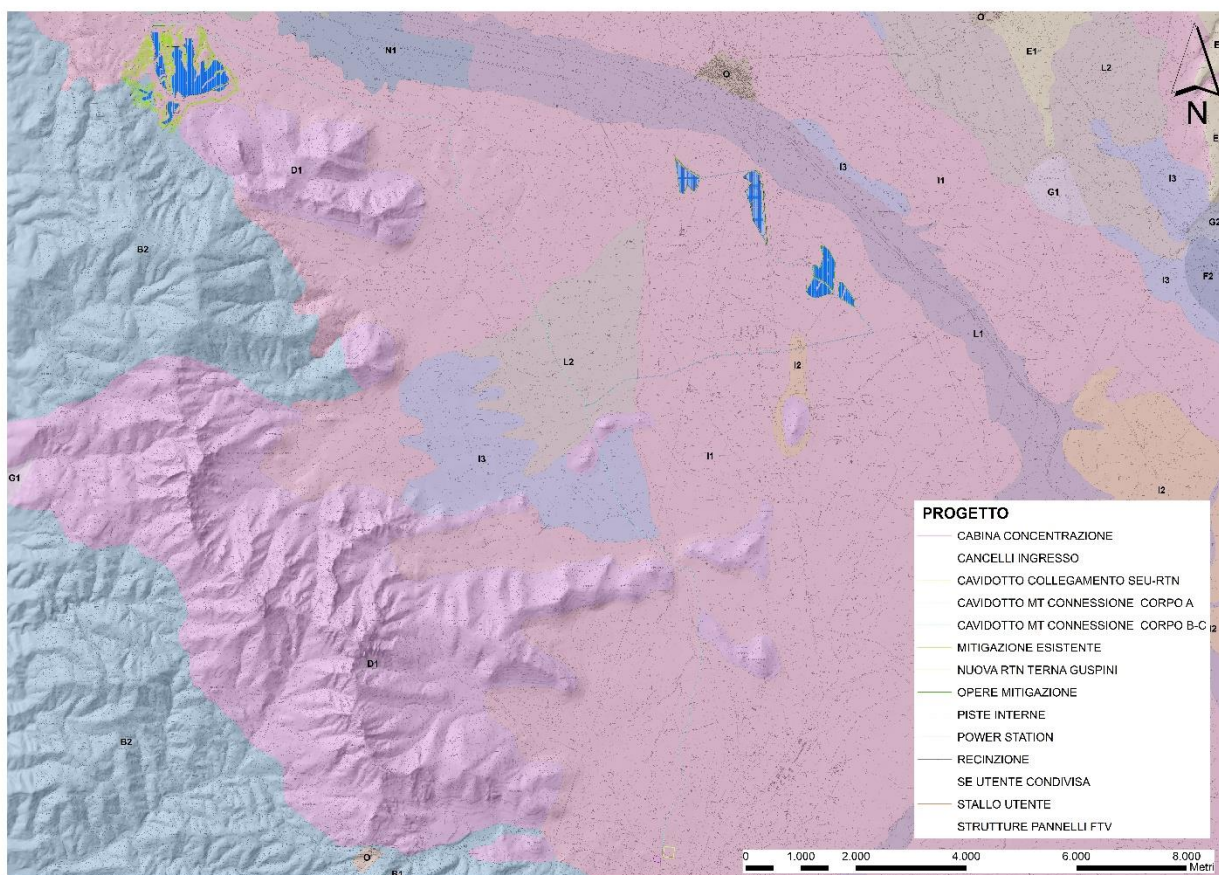 O
E1
L2
E
N1
O
N
E
I3
I1
I3
D1
G1
G2
B2
I3
F2
L1
L2
I2
I3
I1
G1
I2
PROGETTO
CABINA CONCENTRAZIONE
CANCELLI INGRESSO
CAVIDOTTO COLLEGAMENTO SEU-RTN
CAVIDOTTO MT CONNESSIONE CORPO A
CAVIDOTTO MT CONNESSIONE CORPO B-C
I2
MITIGAZIONE ESISTENTE
NUOVA RTN TERNA GUSPINI
OPERE MITIGAZIONE
PISTE INTERNE
POWER STATION
RECINZIONE
SE UTENTE CONDIVISA
STALLO UTENTE
STRUTTURE PANNELLI FTV
D1
B2
O
B1
0 1.000 2.000 4.000 6.000 8.000
Metri